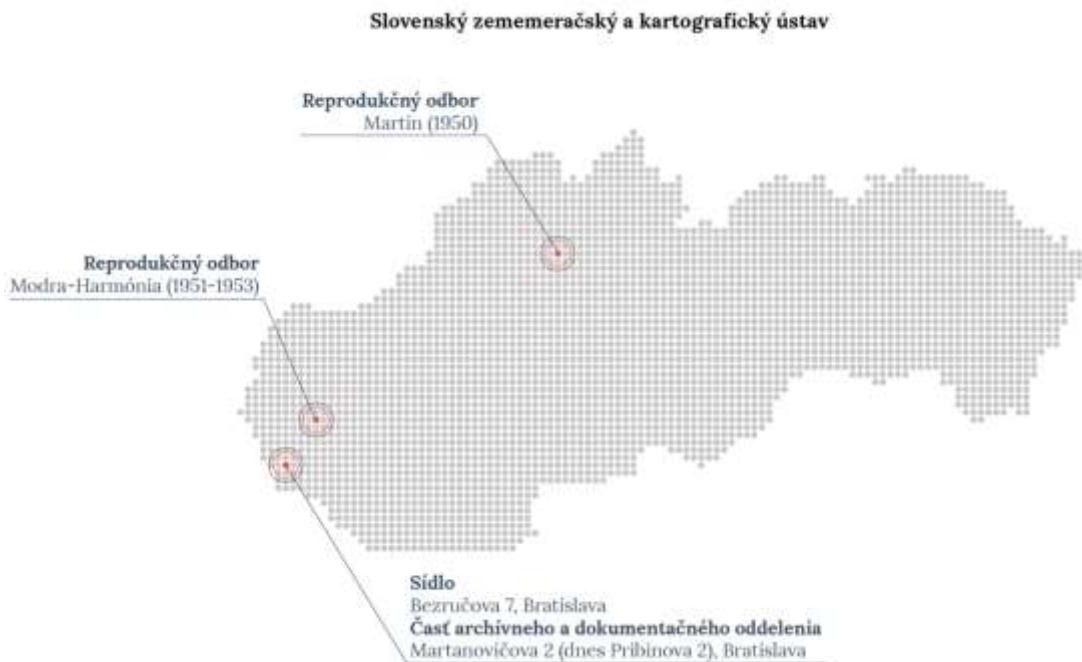 Slovenský zememeračský a kartografický ústav
Reprodukčný odbor
Martin (1950)
Reprodukčný odbor
Modra-Harmónia (1951-1953)
Sídlo
Bezručova 7, Bratislava
Časť archívneho a dokumentačného oddelenia
Martanovičova 2 (dnes Pribinova 2), Bratislava